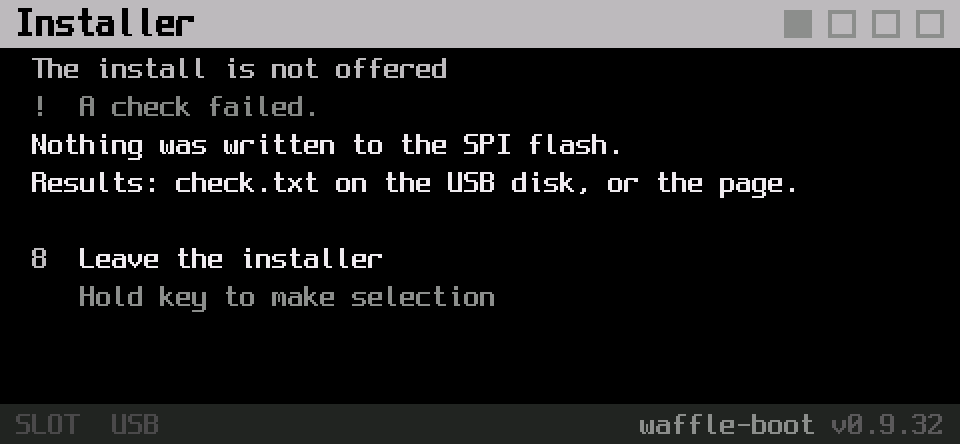 Installer
The install is not offered
! A check failed.
Nothing was written to the SPI flash.
Results: check.txt on the USB disk, or the page.
8 Leave the installer
Hold key to make selection
SLOT USB waffle-boot v0.9.32